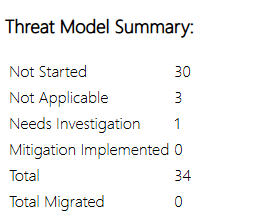 Threat Model Summary:
Not Started 30
Not Applicable 3
Needs Investigation 1
Mitigation Implemented 0
Total 34
Total Migrated 0